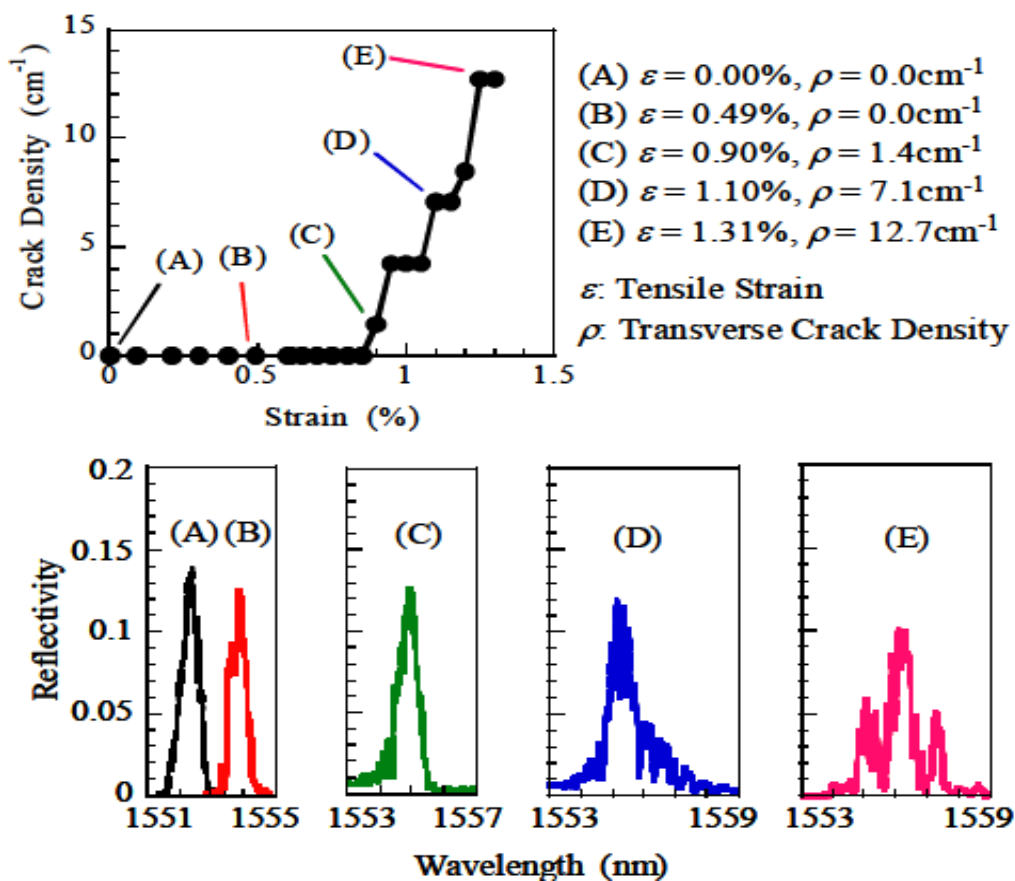 15
10
5
0
Crack Density (cm-1)
(A)
(B)
(C)
(D)
(E)
0 0.5 1 1.5
Strain (%)
(A) ε = 0.00%, ρ = 0.0cm-1
(B) ε = 0.49%, ρ = 0.0cm-1
(C) ε = 0.90%, ρ = 1.4cm-1
(D) ε = 1.10%, ρ = 7.1cm-1
(E) ε = 1.31%, ρ = 12.7cm-1
ε: Tensile Strain
ρ: Transverse Crack Density
0.2
0.15
0.1
0.05
0
Reflectivity
(A) (B) (C) (D) (E)
1551 1555 1553 1557 1553 1559 1553 1559
Wavelength (nm)